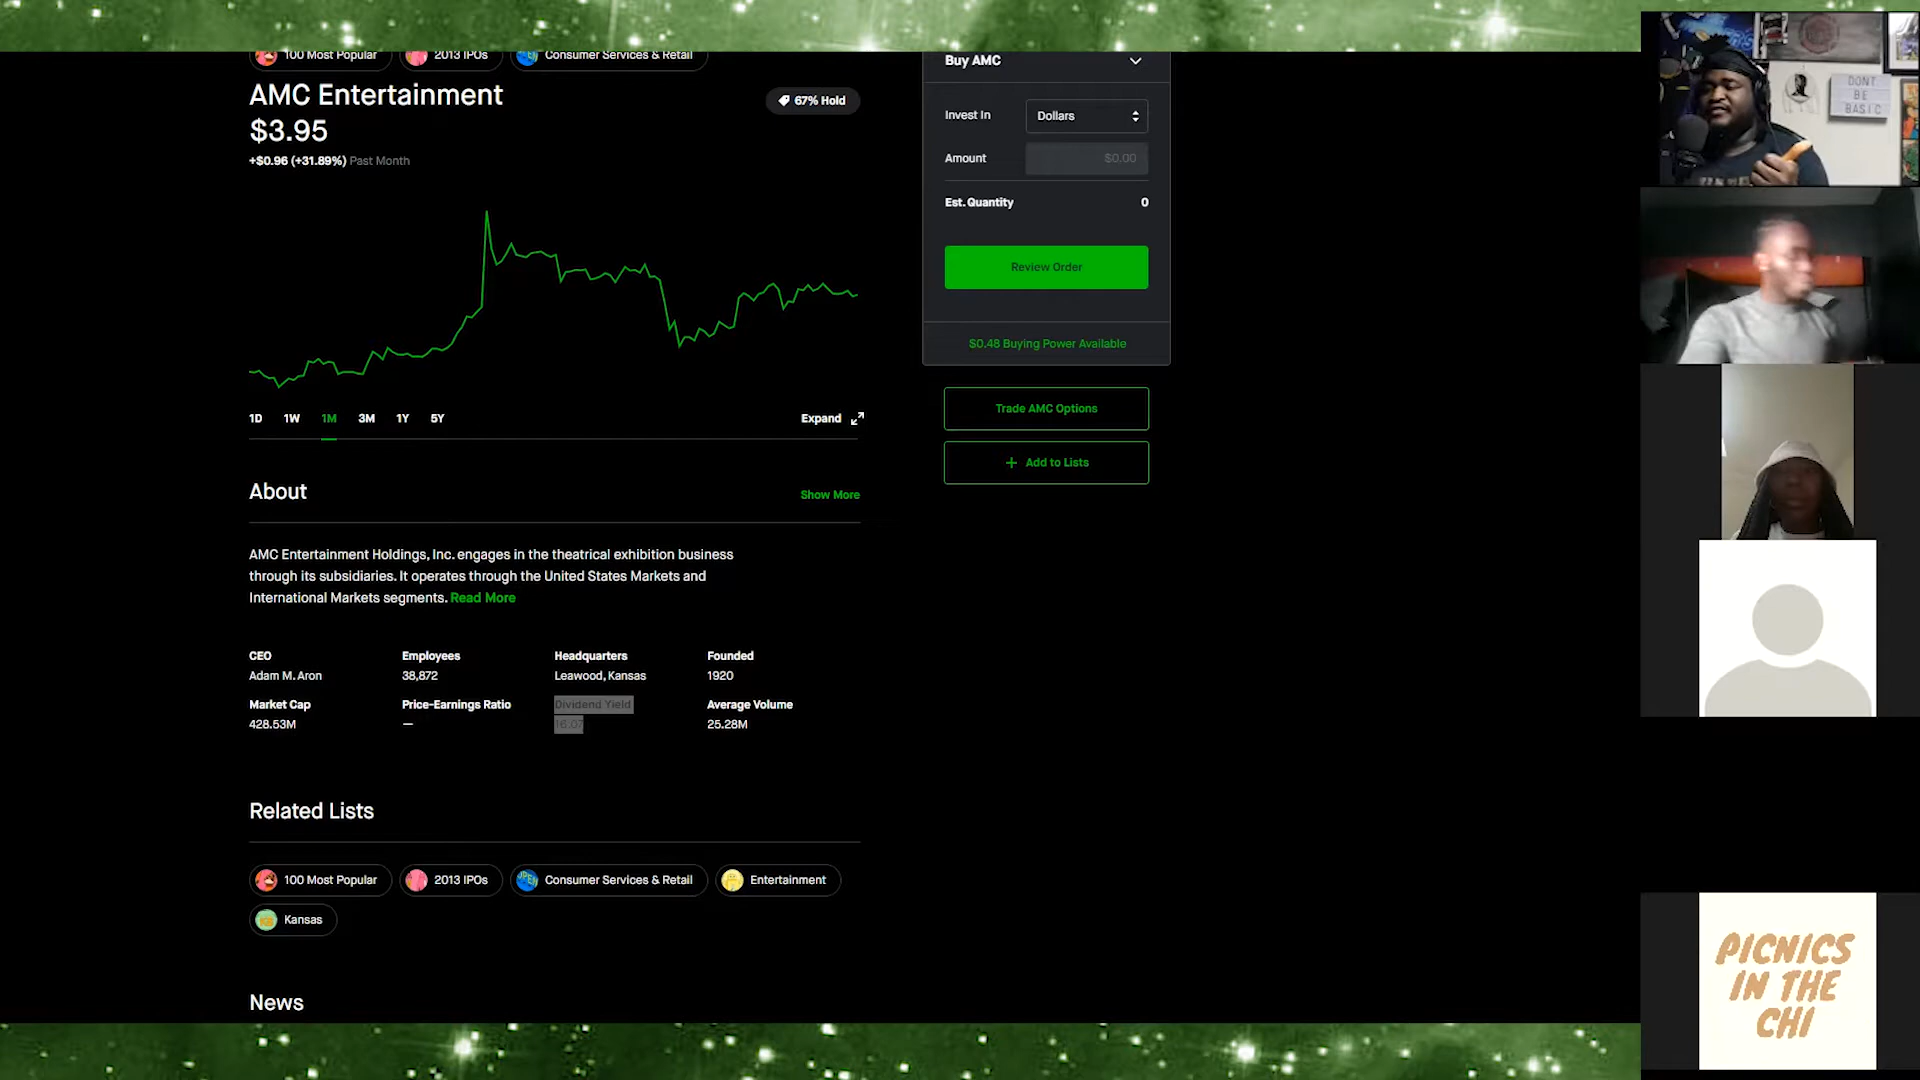 100 Most Popular
2013 IPOs
Consumer Services & Retail
AMC Entertainment
$3.95
+$0.96 (+31.89%) Past Month
67% Hold
1D
1W
1M
3M
1Y
5Y
Expand
About
Show More
AMC Entertainment Holdings, Inc. engages in the theatrical exhibition business
through its subsidiaries. It operates through the United States Markets and
International Markets segments. Read More
CEO
Employees
Headquarters
Founded
Adam M. Aron
38,872
Leawood, Kansas
1920
Market Cap
Price-Earnings Ratio
Dividend Yield
Average Volume
428.53M
—
16.07
25.28M
Related Lists
100 Most Popular
2013 IPOs
Consumer Services & Retail
Entertainment
Kansas
News
Buy AMC
Invest In
Dollars
Amount
$0.00
Est. Quantity
0
Review Order
$0.48 Buying Power Available
Trade AMC Options
+ Add to Lists
DONT
BE
BASIC
PICNICS
IN THE
CHI